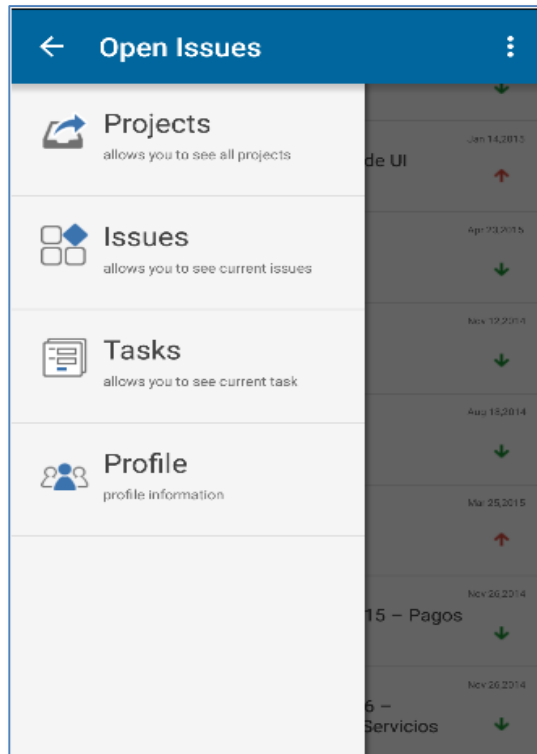 Open Issues
Projects
allows you to see all projects
Issues
allows you to see current issues
Tasks
allows you to see current task
Profile
profile information
Jan 14,2015
de UI
Apr 23,2015
Nov 12,2014
Aug 18,2014
Mar 25,2015
Nov 26,2014
15 – Pagos
Nov 26,2014
6 –
Servicios